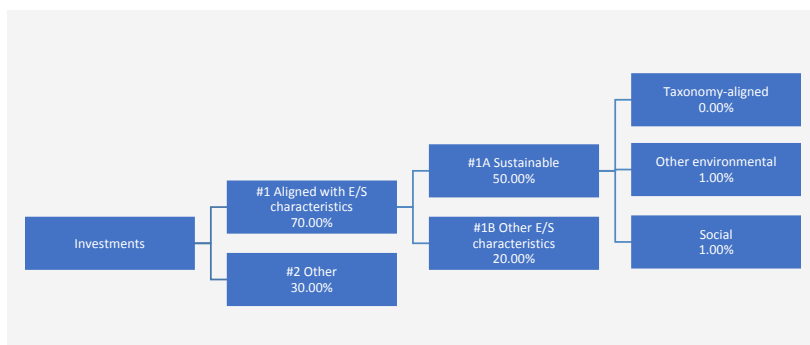 Investments
#1 Aligned with E/S
characteristics
70.00%
#2 Other
30.00%
#1A Sustainable
50.00%
#1B Other E/S
characteristics
20.00%
Taxonomy-aligned
0.00%
Other environmental
1.00%
Social
1.00%